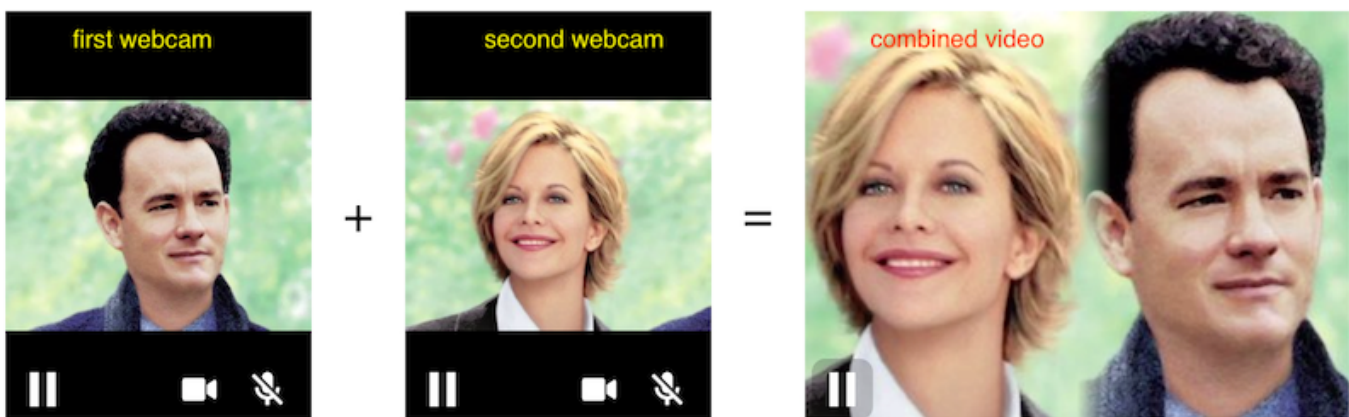 first webcam
second webcam
combined video
+
=